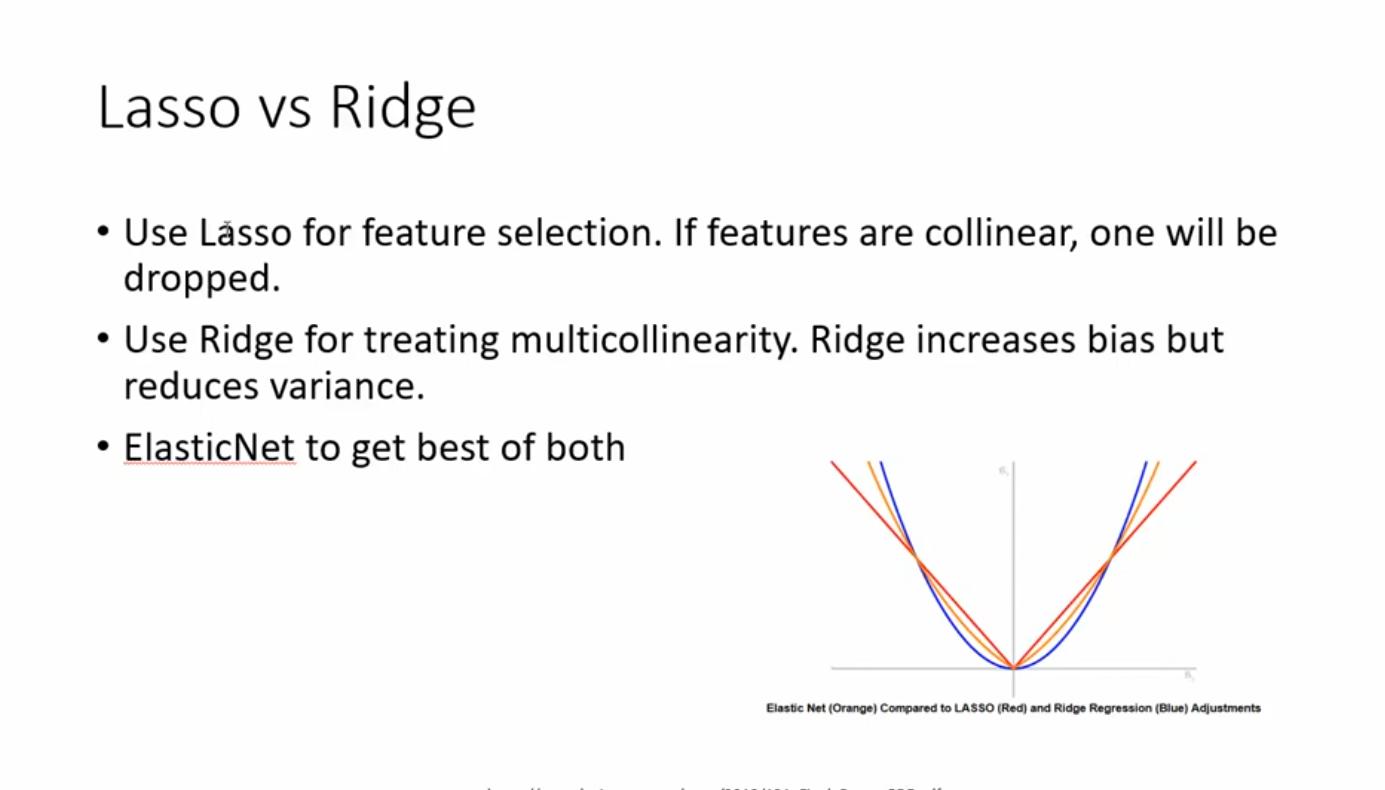 Lasso vs Ridge
• Use Lasso for feature selection. If features are collinear, one will be
dropped.
• Use Ridge for treating multicollinearity. Ridge increases bias but
reduces variance.
• ElasticNet to get best of both
Elastic Net (Orange) Compared to LASSO (Red) and Ridge Regression (Blue) Adjustments